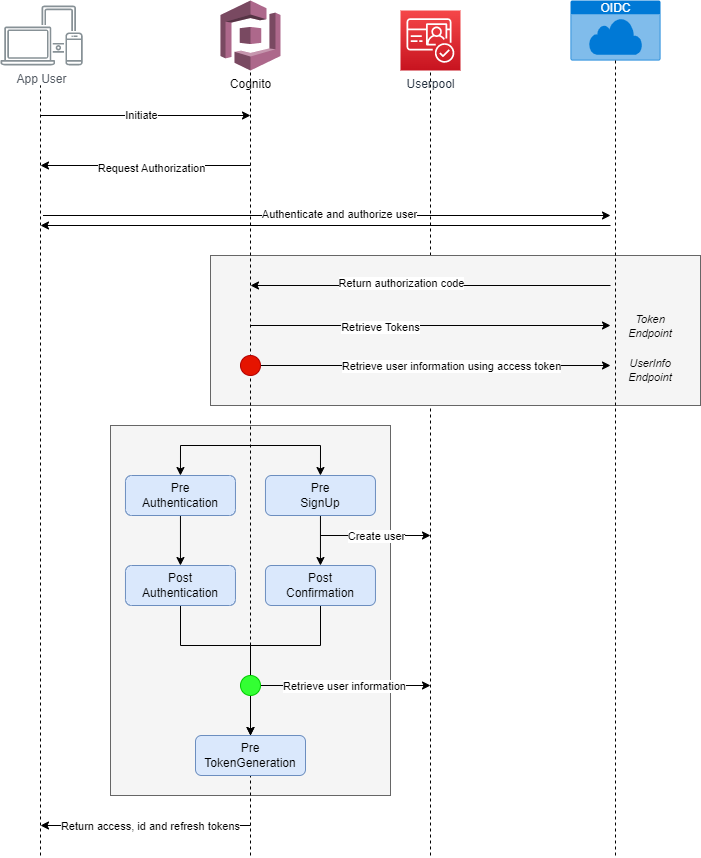 OIDC
App User
Cognito
Userpool
Initiate
Request Authorization
Authenticate and authorize user
Return authorization code
Retrieve Tokens
Token
Endpoint
Retrieve user information using access token
UserInfo
Endpoint
Pre
Authentication
Pre
SignUp
Create user
Post
Authentication
Post
Confirmation
Retrieve user information
Pre
TokenGeneration
Return access, id and refresh tokens